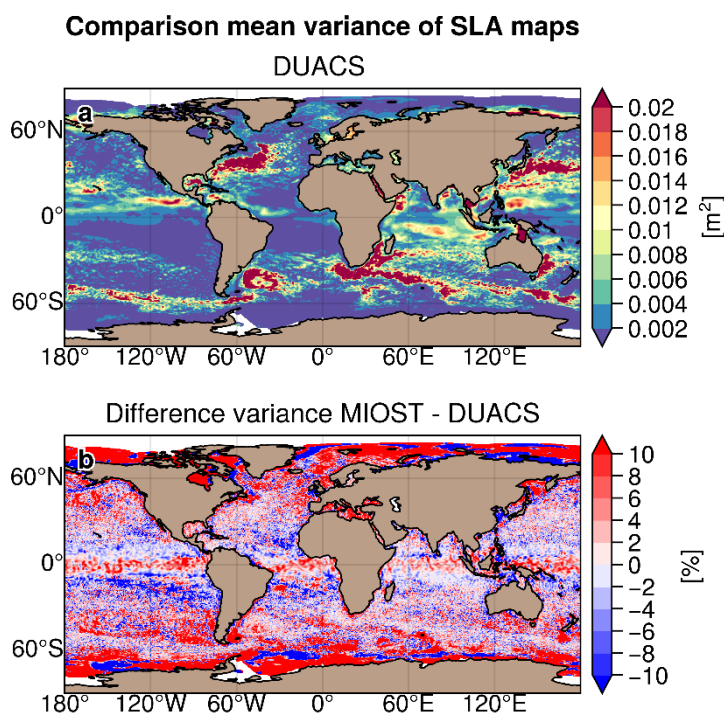 Comparison mean variance of SLA maps
DUACS
a
60°N
0°
60°S
180°
120°W
60°W
0°
60°E
120°E
0.02
0.018
0.016
0.014
0.012
0.01
0.008
0.006
0.004
0.002
[m²]
Difference variance MIOST - DUACS
b
60°N
0°
60°S
180°
120°W
60°W
0°
60°E
120°E
10
8
6
4
2
0
−2
−4
−6
−8
−10
[%]